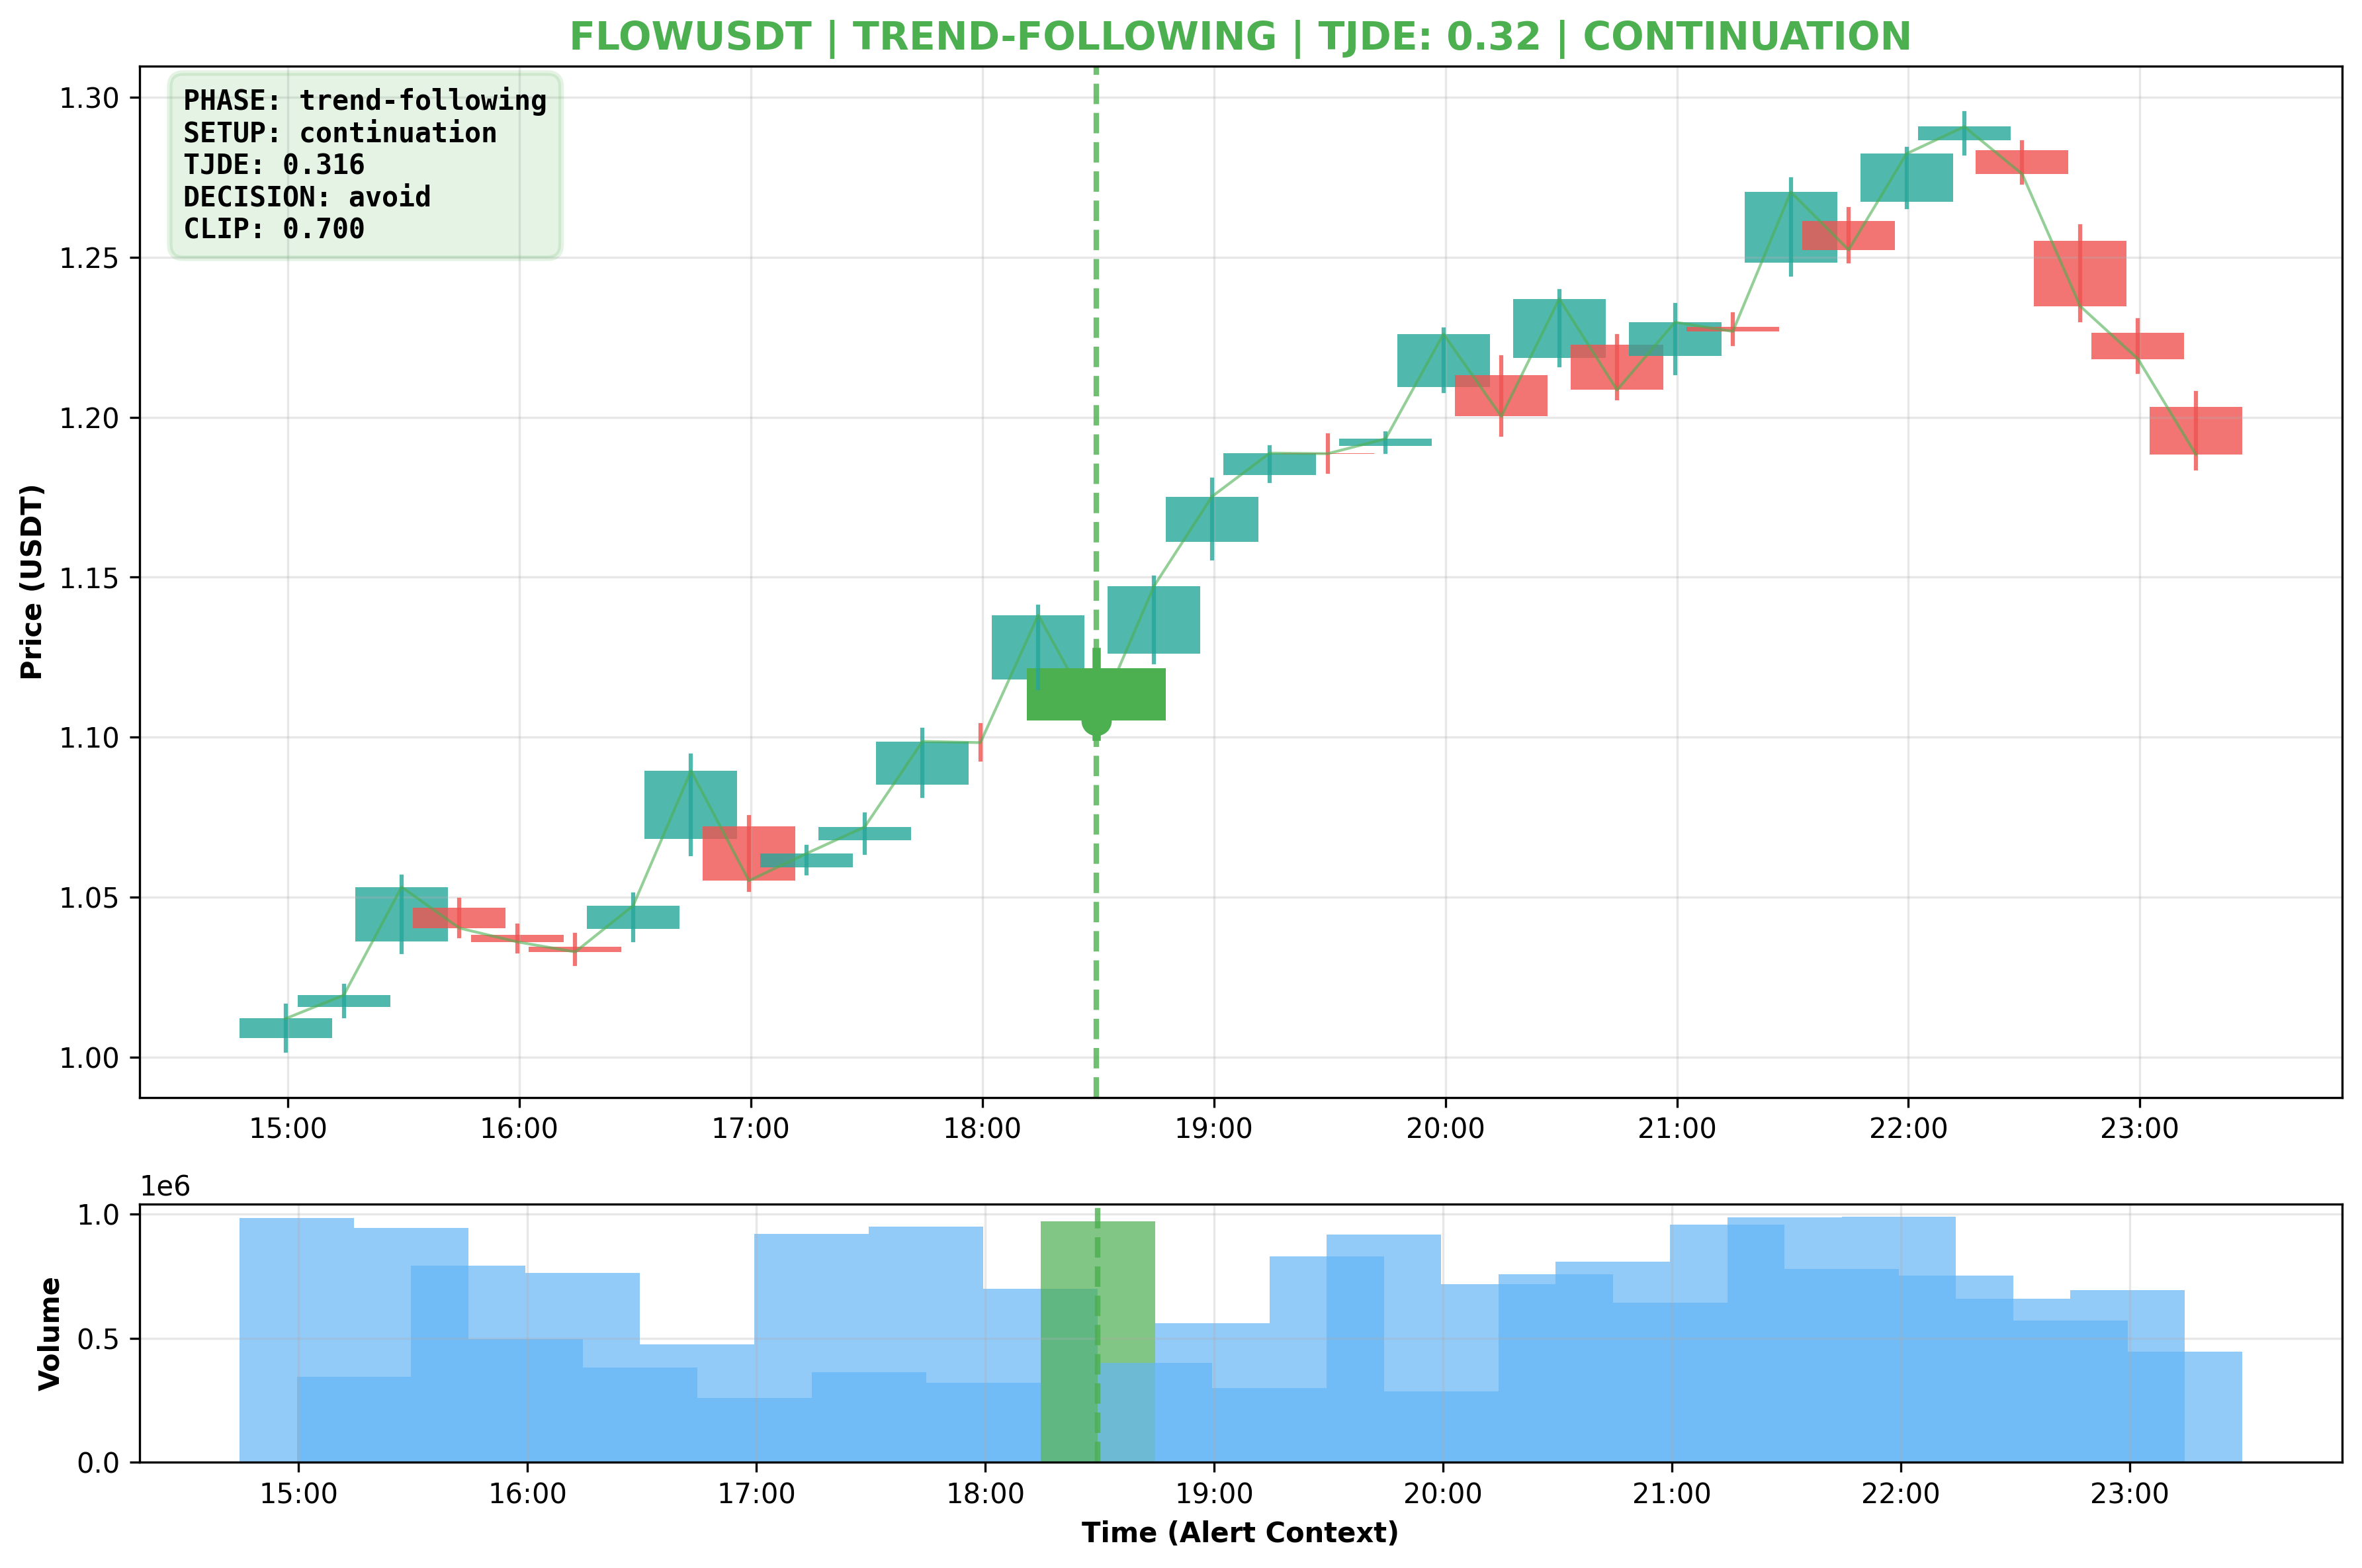 FLOWUSDT | TREND-FOLLOWING | TJDE: 0.32 | CONTINUATION
PHASE: trend-following
SETUP: continuation
TJDE: 0.316
DECISION: avoid
CLIP: 0.700
Price (USDT)
1.30
1.25
1.20
1.15
1.10
1.05
1.00
15:00 16:00 17:00 18:00 19:00 20:00 21:00 22:00 23:00
1e6
Volume
1.0
0.5
0.0
15:00 16:00 17:00 18:00 19:00 20:00 21:00 22:00 23:00
Time (Alert Context)